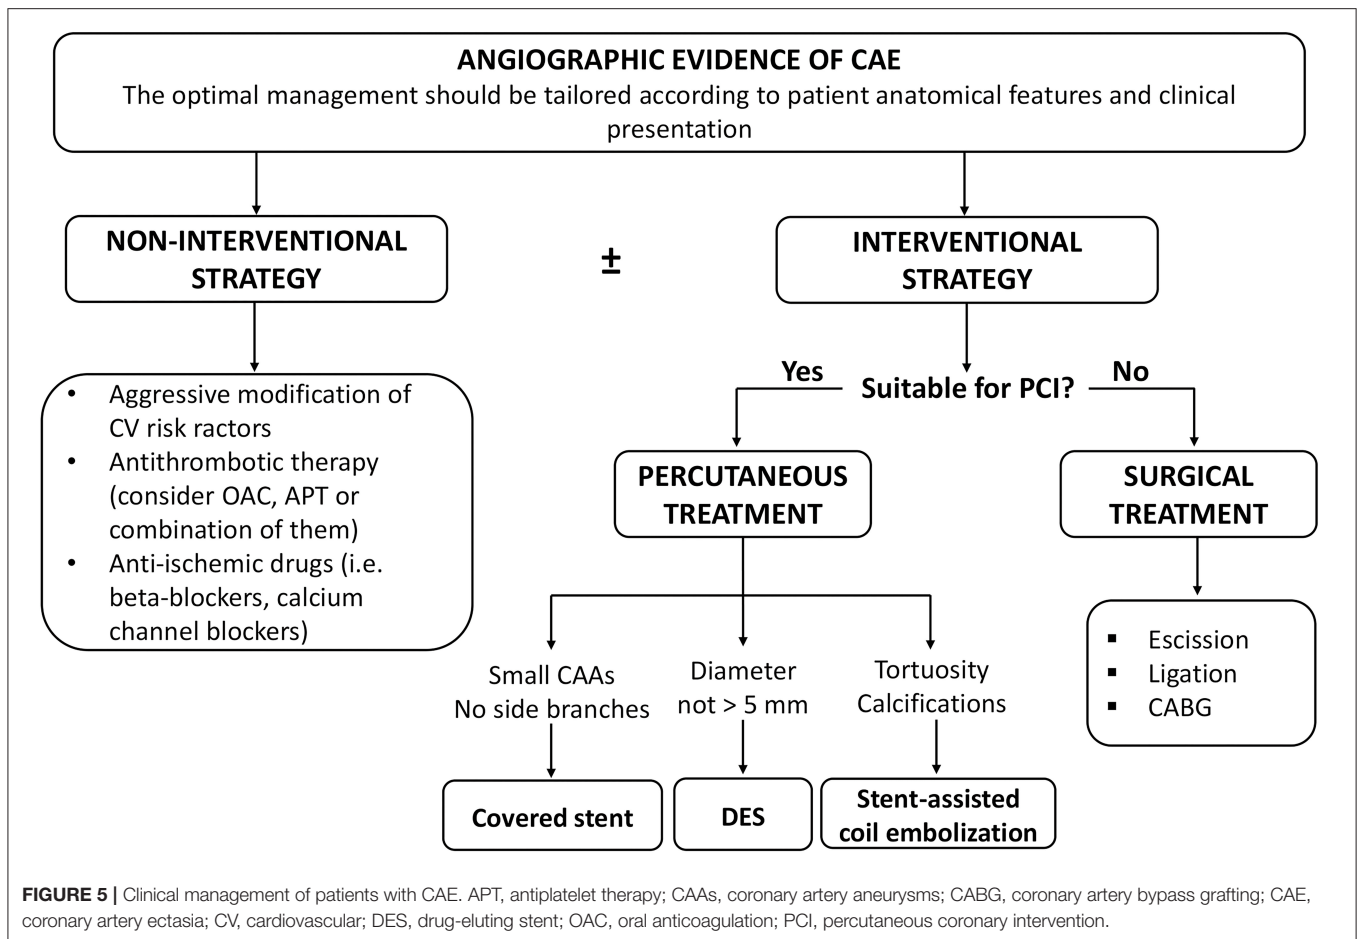 ANGIOGRAPHIC EVIDENCE OF CAE
The optimal management should be tailored according to patient anatomical features and clinical
presentation
NON-INTERVENTIONAL
STRATEGY
±
INTERVENTIONAL
STRATEGY
• Aggressive modification of
CV risk ractors
• Antithrombotic therapy
(consider OAC, APT or
combination of them)
• Anti-ischemic drugs (i.e.
beta-blockers, calcium
channel blockers)
Yes
Suitable for PCI?
No
PERCUTANEOUS
TREATMENT
SURGICAL
TREATMENT
Small CAAs
No side branches
Diameter
not > 5 mm
Tortuosity
Calcifications
▪ Escission
▪ Ligation
▪ CABG
Covered stent
DES
Stent-assisted
coil embolization
FIGURE 5 | Clinical management of patients with CAE. APT, antiplatelet therapy; CAAs, coronary artery aneurysms; CABG, coronary artery bypass grafting; CAE,
coronary artery ectasia; CV, cardiovascular; DES, drug-eluting stent; OAC, oral anticoagulation; PCI, percutaneous coronary intervention.